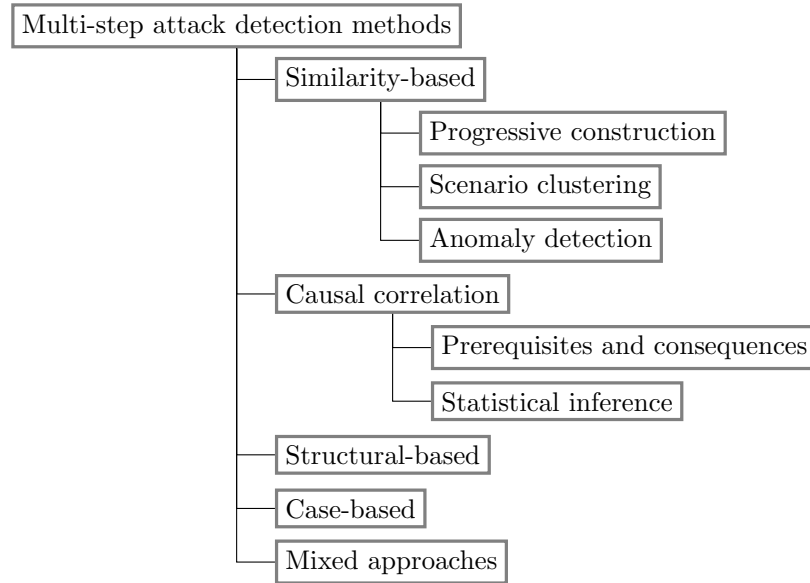 Multi-step attack detection methods
Similarity-based
Progressive construction
Scenario clustering
Anomaly detection
Causal correlation
Prerequisites and consequences
Statistical inference
Structural-based
Case-based
Mixed approaches